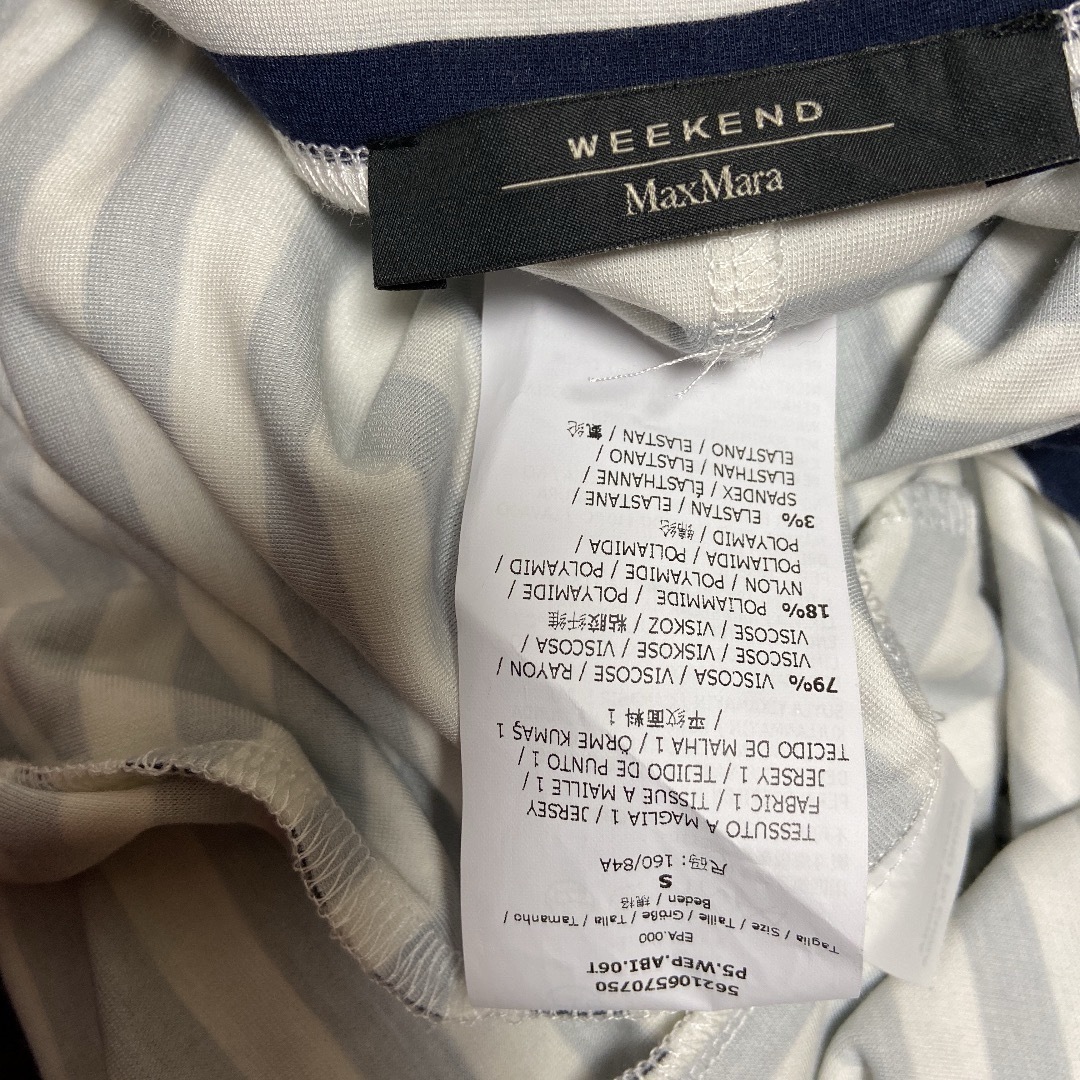 WEEKEND
MaxMara
562106570750
P5.WEP.ABI.06T
EPA.000
Taglia / Size / Taille / Größe / Talla / Tamanho /
Beden / 規格
S
尺码: 160/84A
TESSUTO A MAGLIA 1 / JERSEY
FABRIC 1 / TISSUE A MAILLE 1 /
JERSEY 1 / TEJIDO DE PUNTO 1 /
TECIDO DE MALHA 1 / ÖRME KUMAŞ 1
/ 平纹面料 1
79% VISCOSA / VISCOSE / RAYON /
VISCOSE / VISKOSE / VISCOSA /
VISCOSE / VISKOZ / 粘胶纤维
18% POLIAMMIDE / POLYAMIDE /
NYLON / POLYAMIDE / POLYAMID /
POLIAMIDA / POLIAMIDA /
POLYAMID / 锦纶
3% ELASTAN / ELASTANE /
SPANDEX / ÉLASTHANNE /
ELASTHAN / ELASTANO /
ELASTANO / ELASTAN / 氨纶